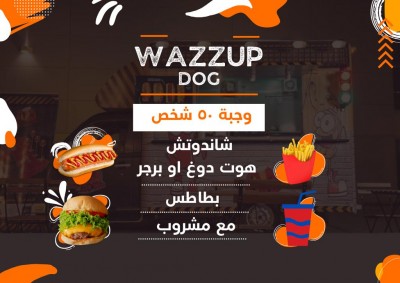 WAZZUP
DOG
وجبة ٥٠ شخص
شاندوتش
هوت دوغ او برجر
بطاطس
مع مشروب